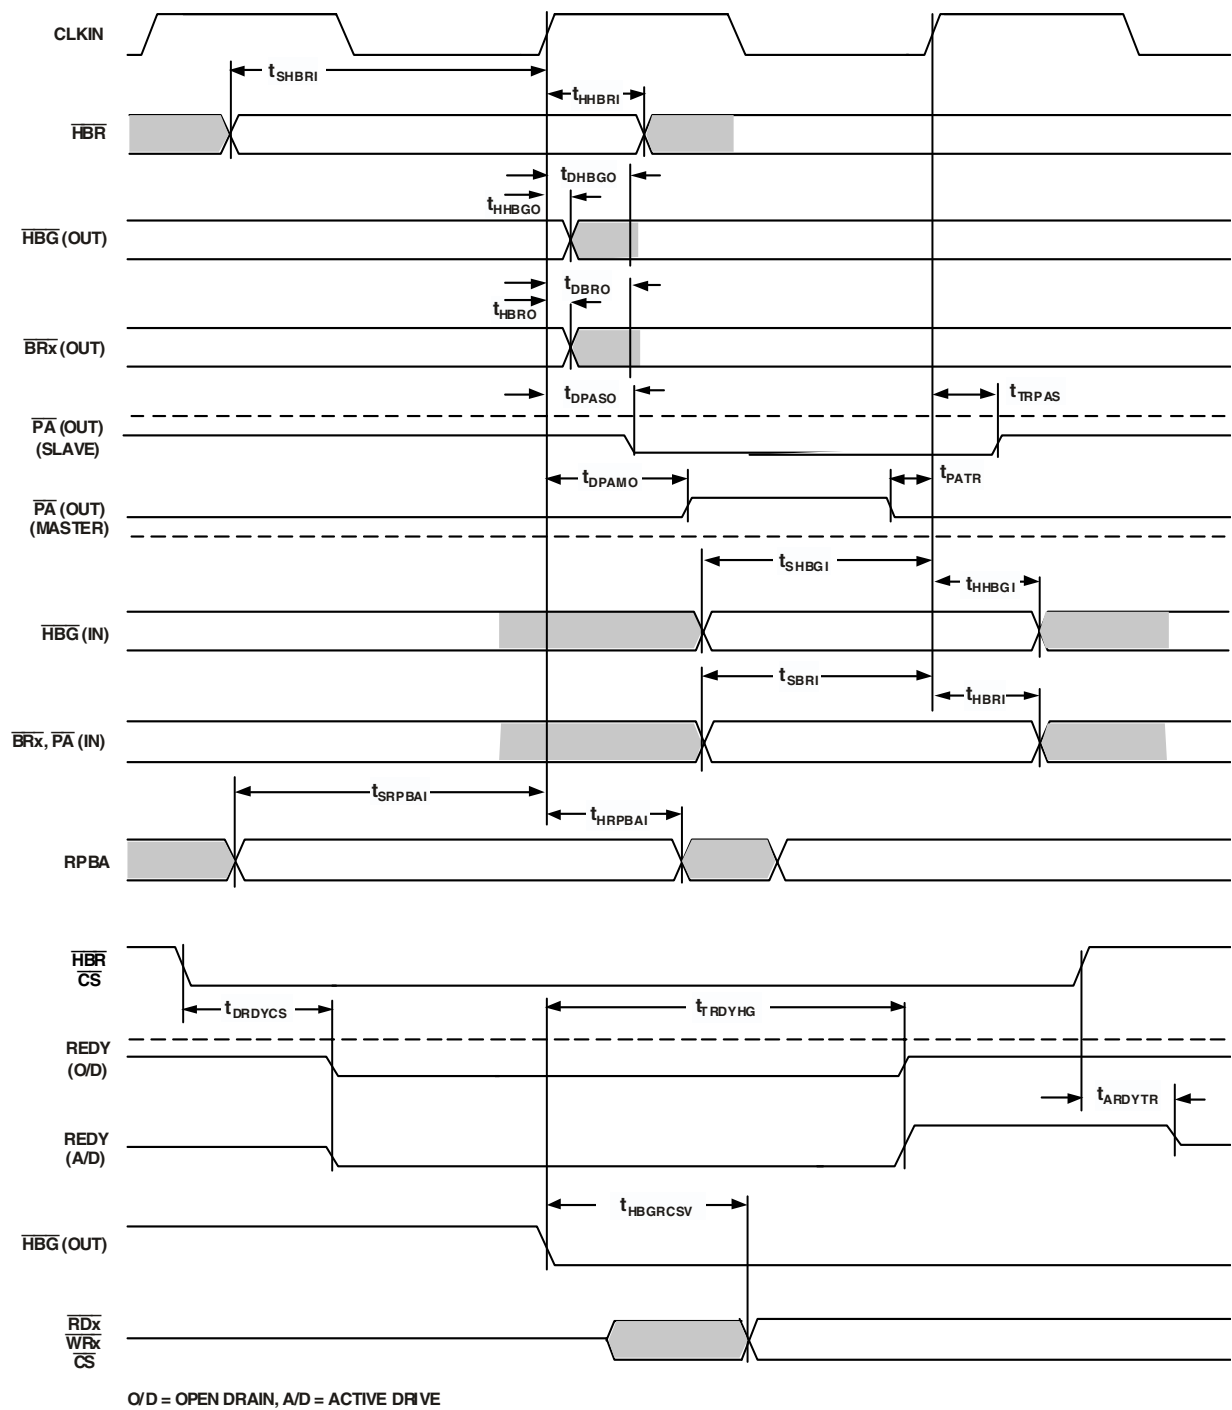 CLKIN
tSHBRI
tHHBRI
HBR
tDHBGO
tHHBGO
HBG (OUT)
tDBRO
tHBRO
BRx (OUT)
tDPASO
tTRPAS
PA (OUT)
(SLAVE)
tDPAMO
tPATR
PA (OUT)
(MASTER)
tSHBGI
tHHBGI
HBG (IN)
tSBRI
tHBRI
BRx, PA (IN)
tSRPBAI
tHRPBAI
RPBA
HBR
CS
tDRDYCS
tTRDYHG
REDY
(O/D)
tARDYTR
REDY
(A/D)
tHBGRCSV
HBG (OUT)
RDx
WRx
CS
O/D = OPEN DRAIN, A/D = ACTIVE DRIVE